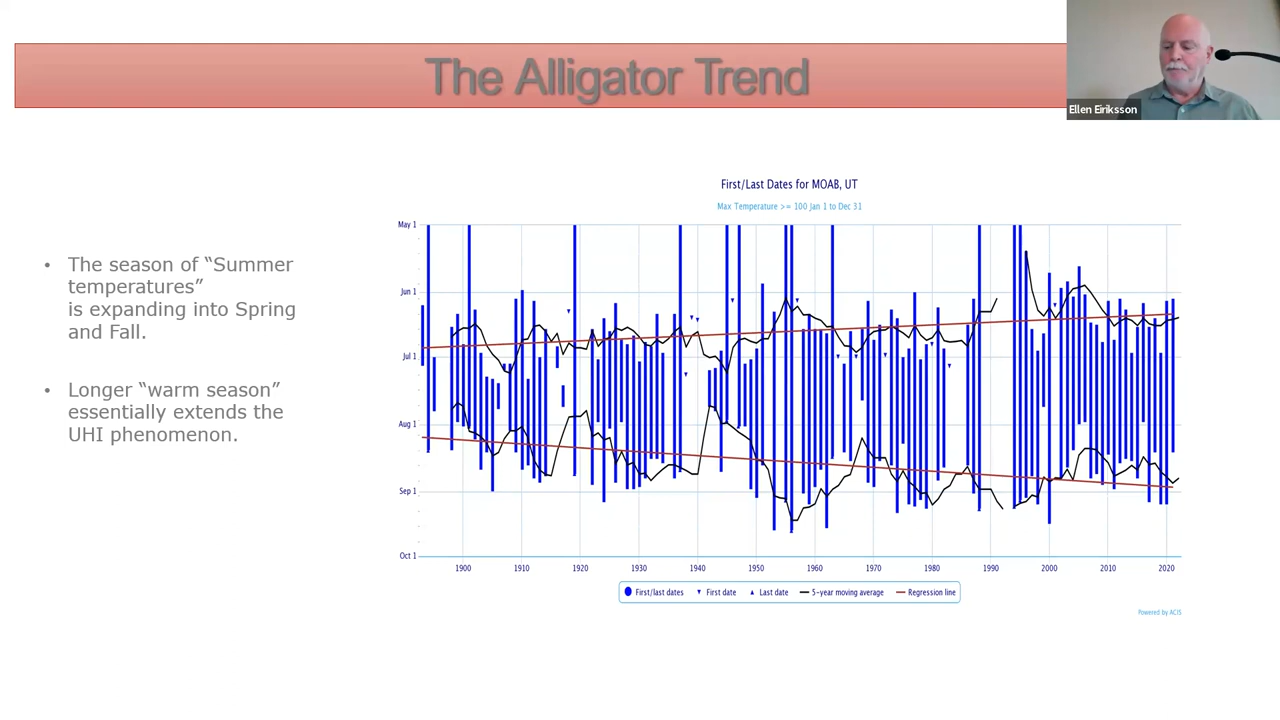 The Alligator Trend
Ellen Eiriksson
• The season of “Summer
temperatures”
is expanding into Spring
and Fall.
• Longer “warm season”
essentially extends the
UHI phenomenon.
First/Last Dates for MOAB, UT
Max Temperature >= 100 Jan 1 to Dec 31
May 1
Jun 1
Jul 1
Aug 1
Sep 1
Oct 1
1900 1910 1920 1930 1940 1950 1960 1970 1980 1990 2000 2010 2020
First/last dates First date Last date 5-year moving average Regression line
Powered by ACIS